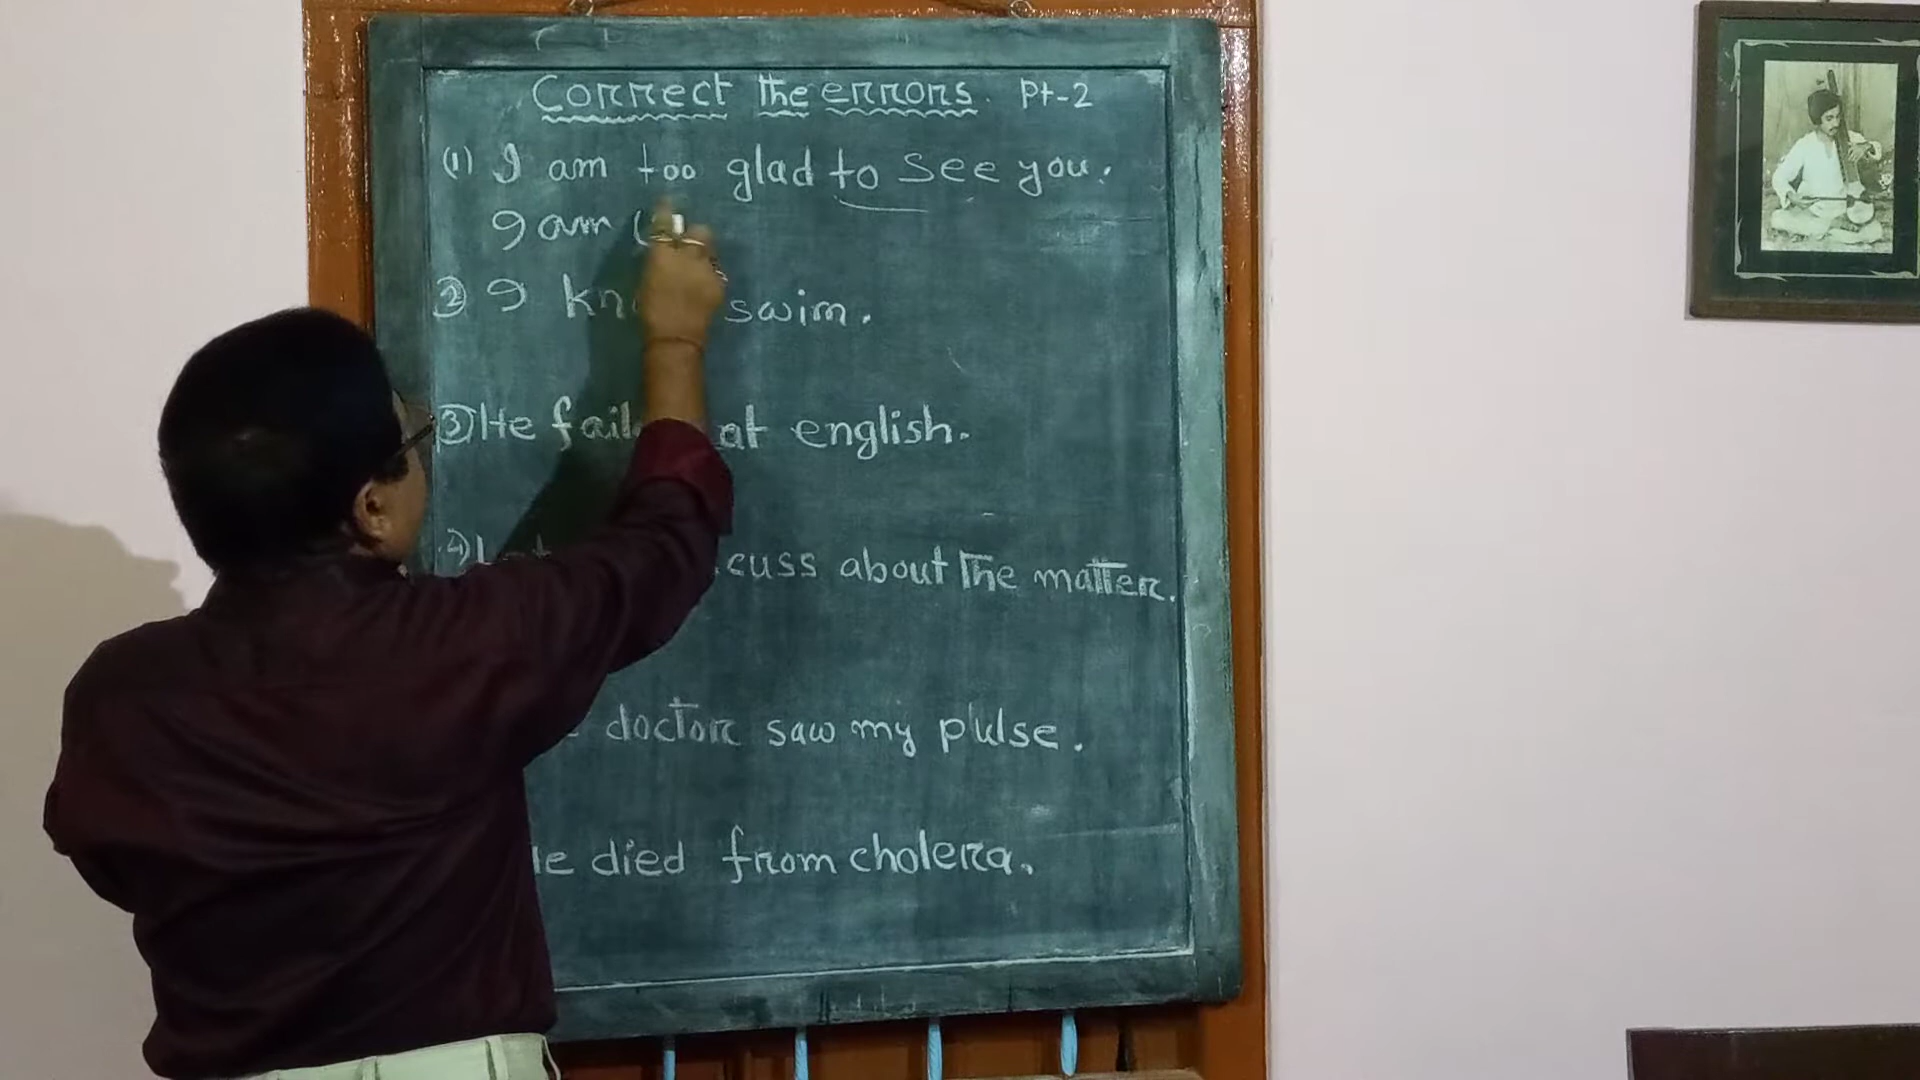 Correct the errors. Pt-2
(1) I am too glad to see you.
I am
② I swim.
③ He at english.
4) about the matter.
doctor saw my pulse.
died from cholera.